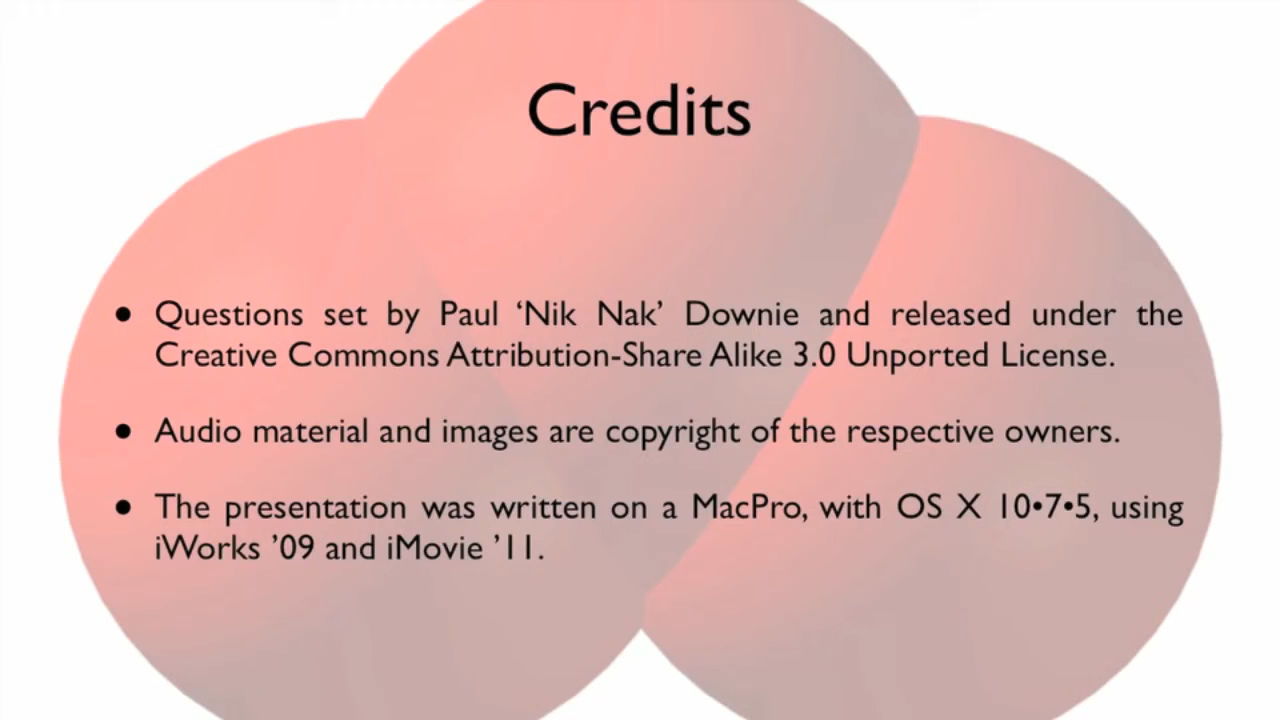 Credits
• Questions set by Paul ‘Nik Nak’ Downie and released under the
Creative Commons Attribution-Share Alike 3.0 Unported License.
• Audio material and images are copyright of the respective owners.
• The presentation was written on a MacPro, with OS X 10•7•5, using
iWorks ’09 and iMovie ’11.